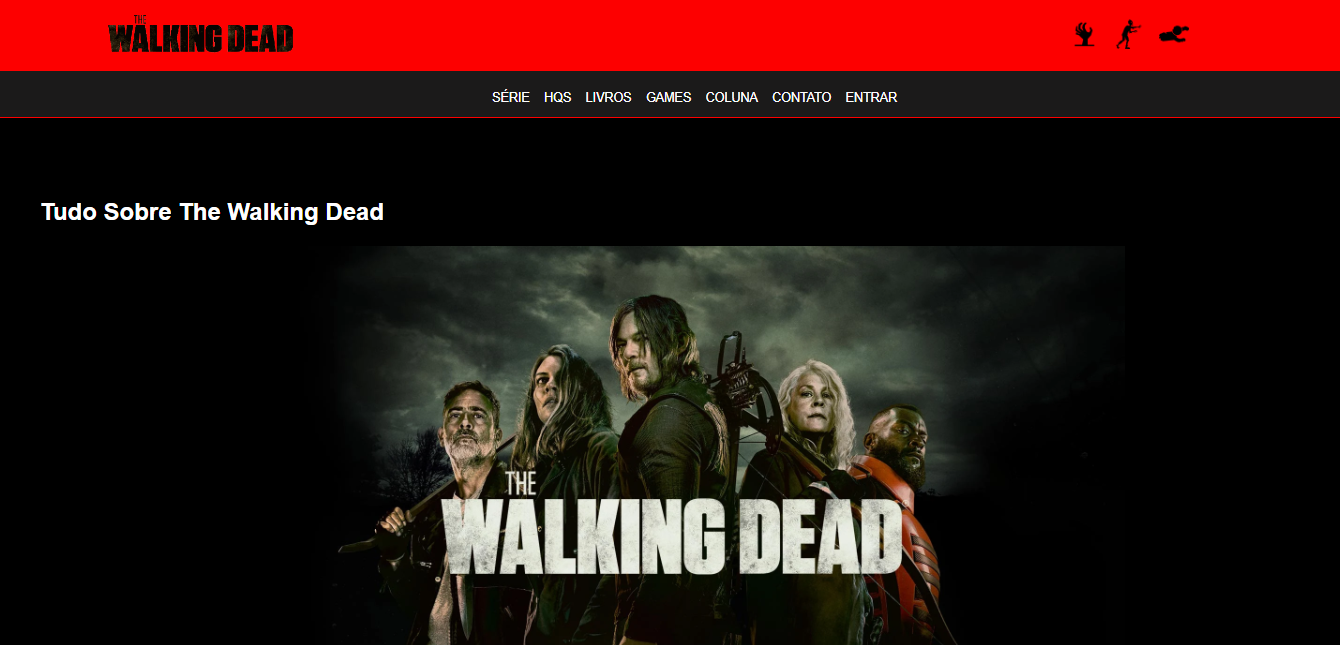 THE
WALKING DEAD
SÉRIE HQS LIVROS GAMES COLUNA CONTATO ENTRAR
Tudo Sobre The Walking Dead
THE
WALKING DEAD